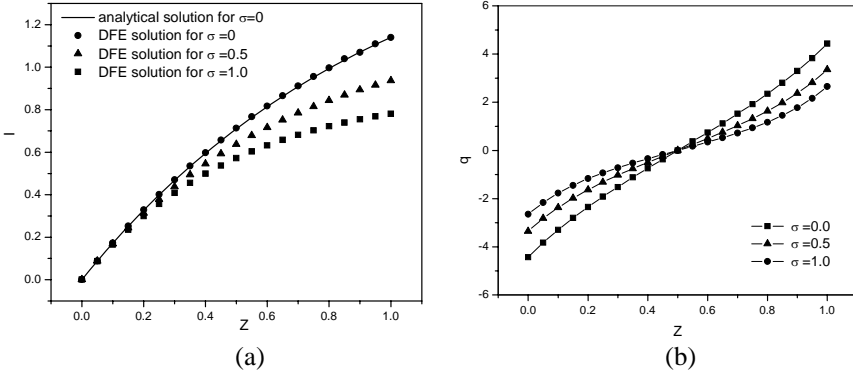 analytical solution for σ=0
DFE solution for σ=0
DFE solution for σ=0.5
DFE solution for σ=1.0
1.2
1.0
0.8
0.6
0.4
0.2
0.0
I
0.0 0.2 0.4 0.6 0.8 1.0
Z
(a)
6
4
2
0
-2
-4
-6
q
σ=0.0
σ=0.5
σ=1.0
0.0 0.2 0.4 0.6 0.8 1.0
Z
(b)